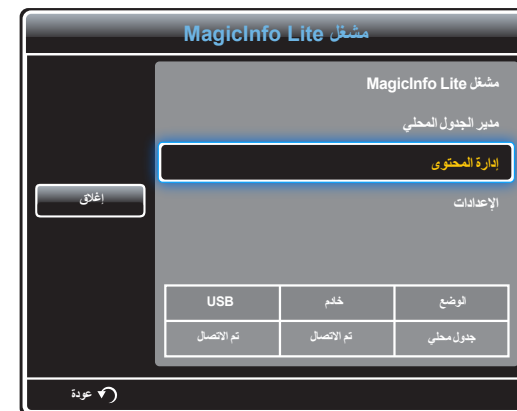 مشغل MagicInfo Lite
مشغل MagicInfo Lite
مدير الجدول المحلي
إدارة المحتوى
الإعدادات
إغلاق
الوضع خادم USB
جدول محلي تم الاتصال تم الاتصال
عودة